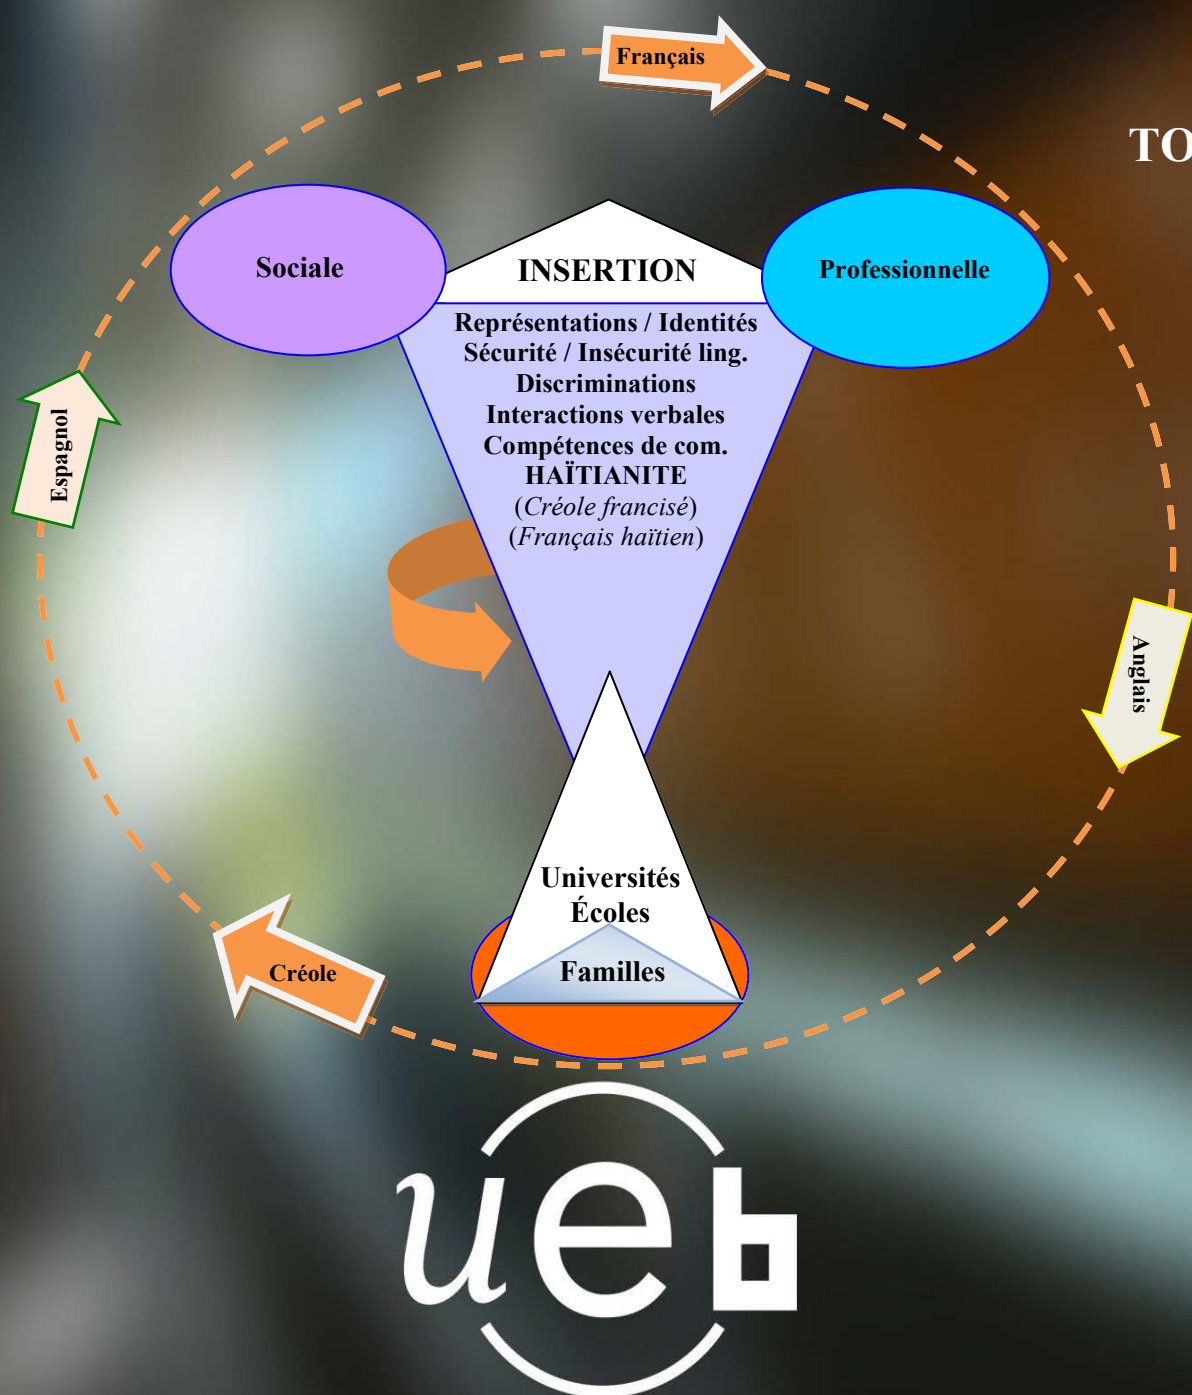 Français
TO
Sociale
INSERTION
Professionnelle
Représentations / Identités
Sécurité / Insécurité ling.
Discriminations
Interactions verbales
Compétences de com.
HAÏTIANITE
(Créole francisé)
(Français haïtien)
Espagnol
Anglais
Universités
Écoles
Familles
Créole
ueb